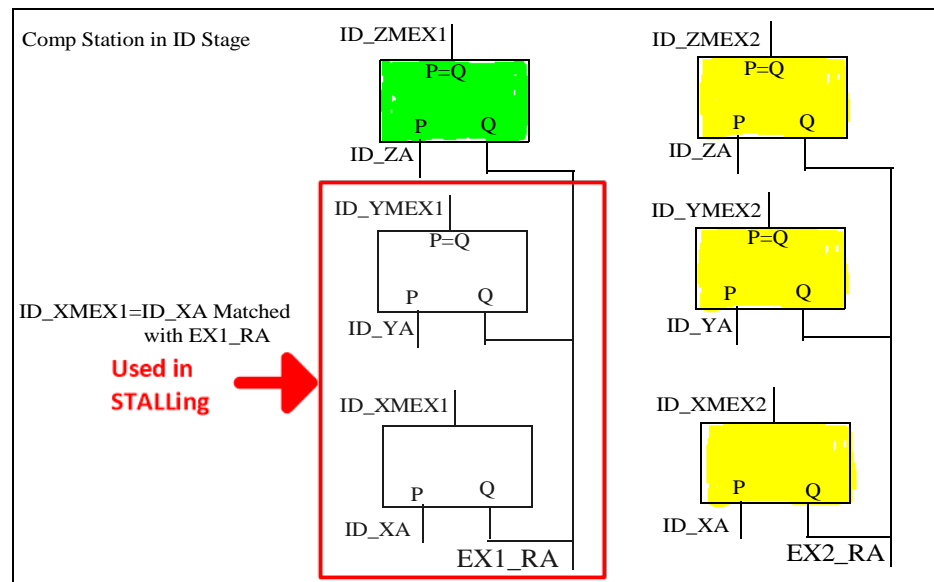 Comp Station in ID Stage
ID_ZMEX1
P=Q
P Q
ID_ZA
ID_ZMEX2
P=Q
P Q
ID_ZA
ID_YMEX1
P=Q
P Q
ID_YA
ID_YMEX2
P=Q
P Q
ID_YA
ID_XMEX1=ID_XA Matched
with EX1_RA
Used in
STALLing
ID_XMEX1
P Q
ID_XA
EX1_RA
ID_XMEX2
P Q
ID_XA
EX2_RA